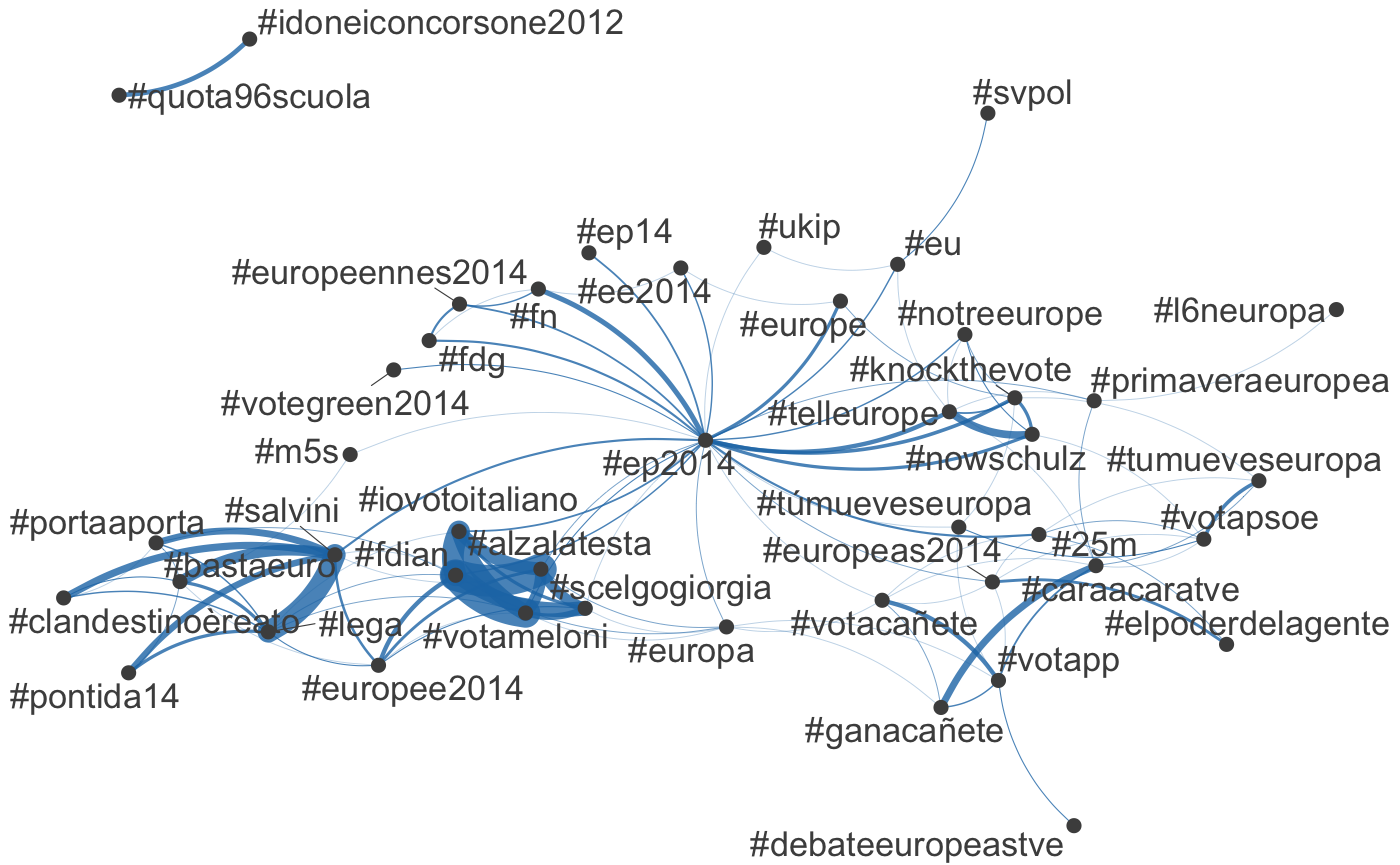 #idoneiconcorsone2012
#quota96scuola
#svpol
#ukip
#ep14
#eu
#europeennes2014
#ee2014
#fn
#europe
#notreeurope
#l6neuropa
#fdg
#knockthevote
#primaveraeuropea
#votegreen2014
#telleurope
#m5s
#ep2014
#nowschulz
#tumueveseuropa
#iovotoitaliano
#salvini
#túmueveseuropa
#portaaporta
#votapsoe
#alzalatesta
#fdian
#europeas2014
#25m
#bastaeuro
#scelgogiorgia
#caraacaratve
#clandestinoèreato
#lega
#votameloni
#votacañete
#elpoderdelagente
#europa
#votapp
#pontida14
#europee2014
#ganacañete
#debateeuropeastve